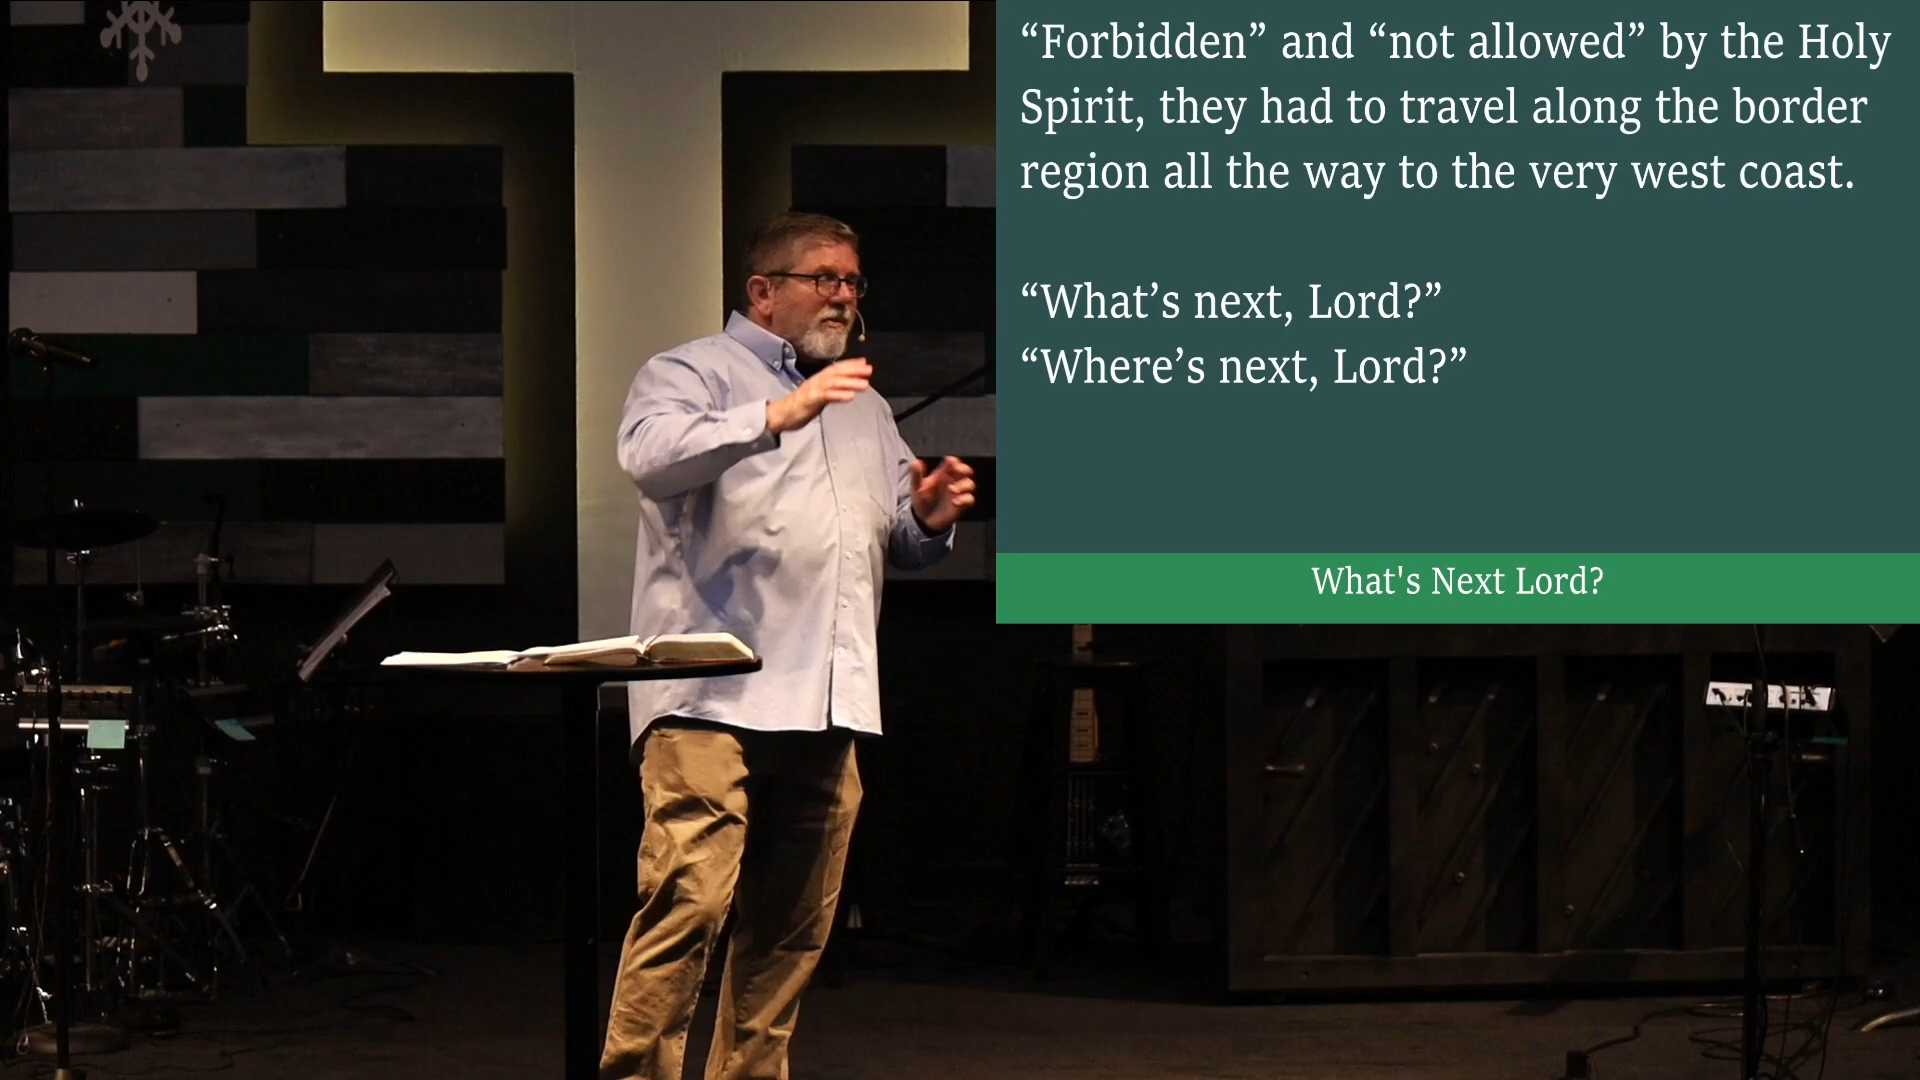 “Forbidden” and “not allowed” by the Holy
Spirit, they had to travel along the border
region all the way to the very west coast.
“What’s next, Lord?”
“Where’s next, Lord?”
What's Next Lord?